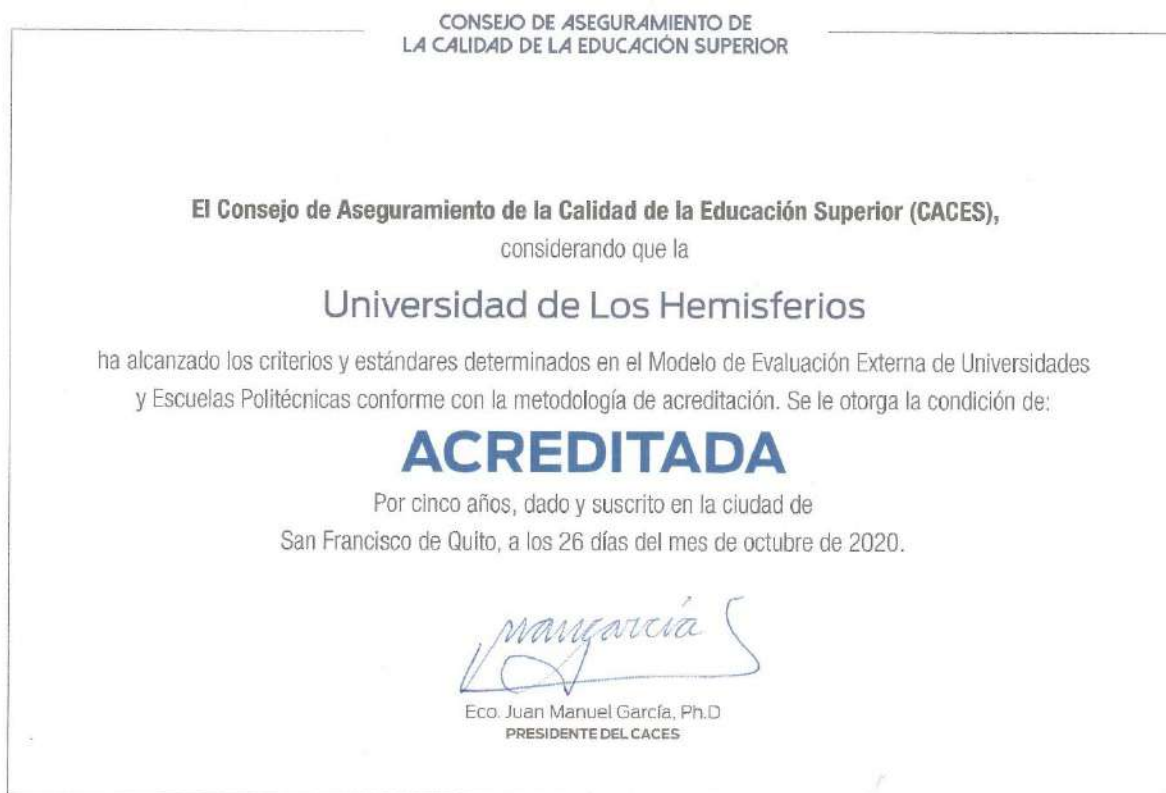 CONSEJO DE ASEGURAMIENTO DE
LA CALIDAD DE LA EDUCACIÓN SUPERIOR
El Consejo de Aseguramiento de la Calidad de la Educación Superior (CACES),
considerando que la
Universidad de Los Hemisferios
ha alcanzado los criterios y estándares determinados en el Modelo de Evaluación Externa de Universidades
y Escuelas Politécnicas conforme con la metodología de acreditación. Se le otorga la condición de:
ACREDITADA
Por cinco años, dado y suscrito en la ciudad de
San Francisco de Quito, a los 26 días del mes de octubre de 2020.
Eco. Juan Manuel García, Ph.D
PRESIDENTE DEL CACES